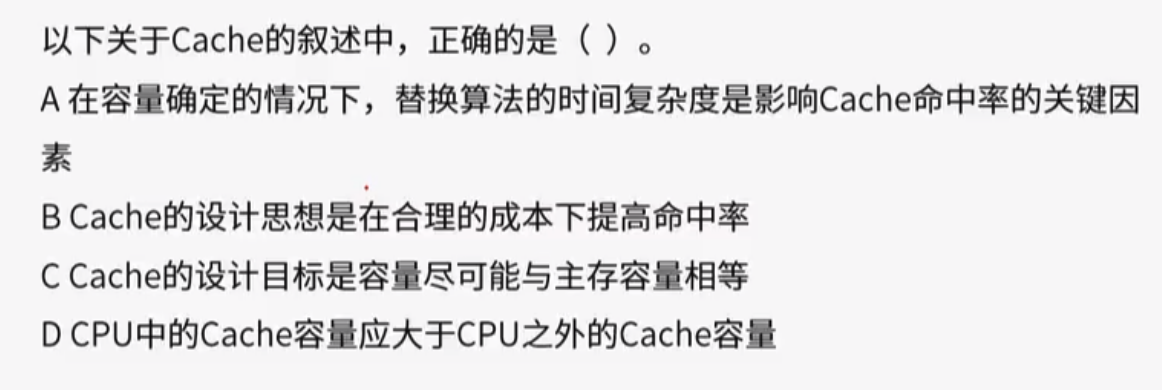 以下关于Cache的叙述中，正确的是（ ）。
A 在容量确定的情况下，替换算法的时间复杂度是影响Cache命中率的关键因
素
B Cache的设计思想是在合理的成本下提高命中率
C Cache的设计目标是容量尽可能与主存容量相等
D CPU中的Cache容量应大于CPU之外的Cache容量